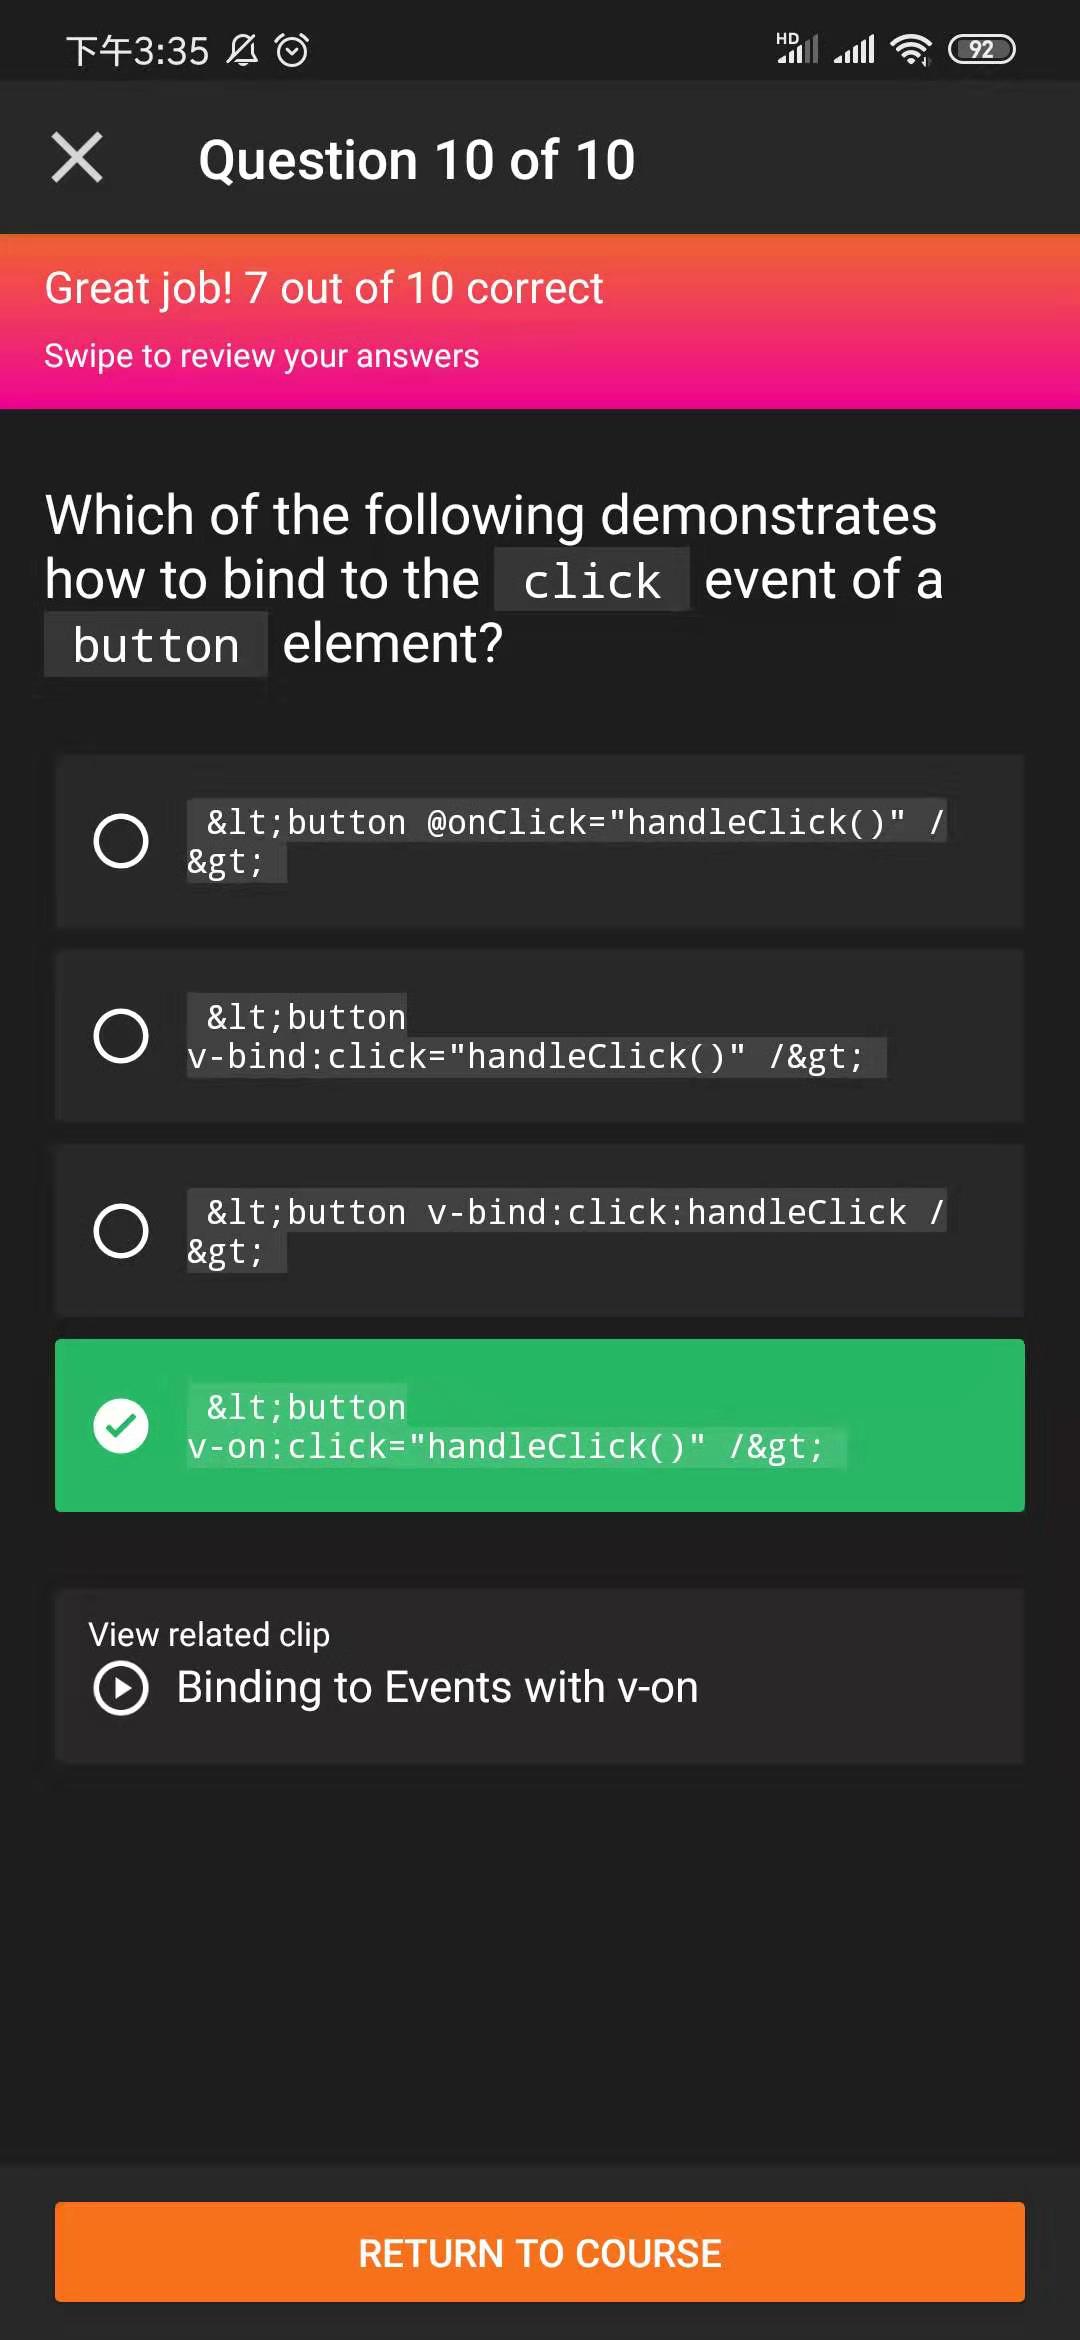 下午3:35
HD
92
Question 10 of 10
Great job! 7 out of 10 correct
Swipe to review your answers
Which of the following demonstrates
how to bind to the click event of a
button element?
&lt;button @onClick="handleClick()" /
&gt;
&lt;button
v-bind:click="handleClick()" /&gt;
&lt;button v-bind:click:handleClick /
&gt;
&lt;button
v-on:click="handleClick()" /&gt;
View related clip
Binding to Events with v-on
RETURN TO COURSE